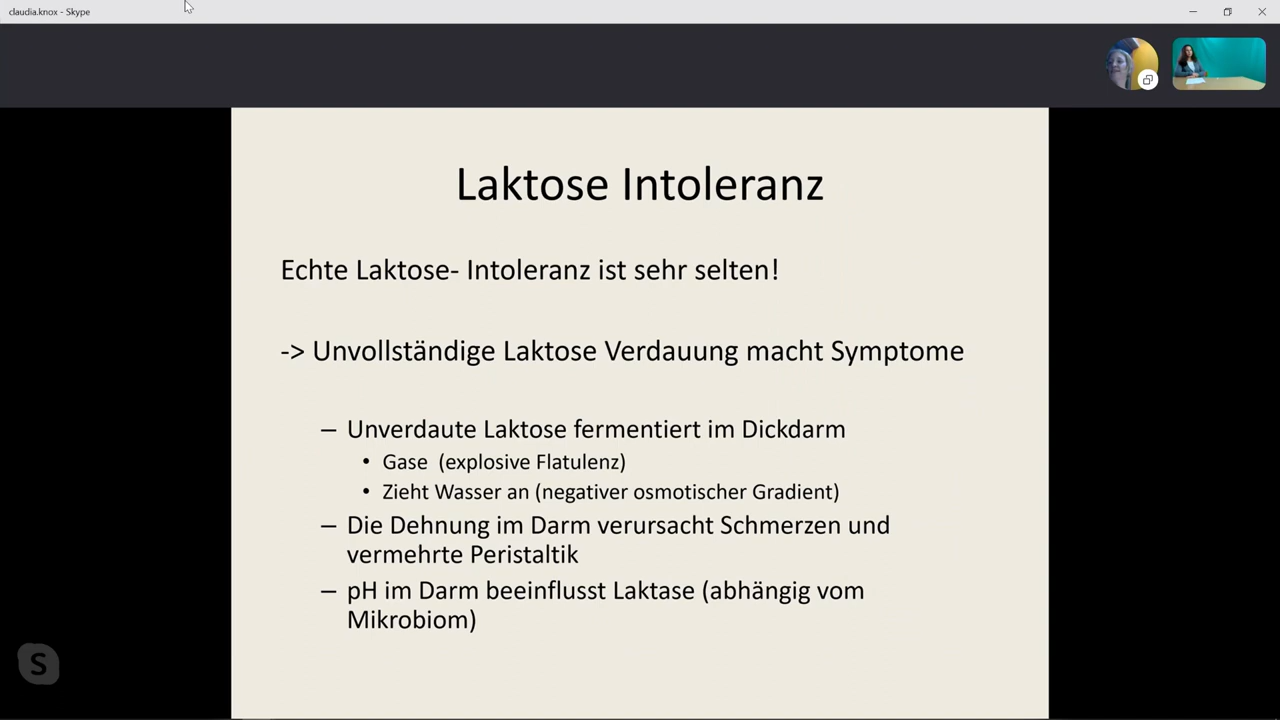 claudia.knox - Skype
Laktose Intoleranz
Echte Laktose- Intoleranz ist sehr selten!
-> Unvollständige Laktose Verdauung macht Symptome
– Unverdaute Laktose fermentiert im Dickdarm
• Gase (explosive Flatulenz)
• Zieht Wasser an (negativer osmotischer Gradient)
– Die Dehnung im Darm verursacht Schmerzen und
vermehrte Peristaltik
– pH im Darm beeinflusst Laktase (abhängig vom
Mikrobiom)
S